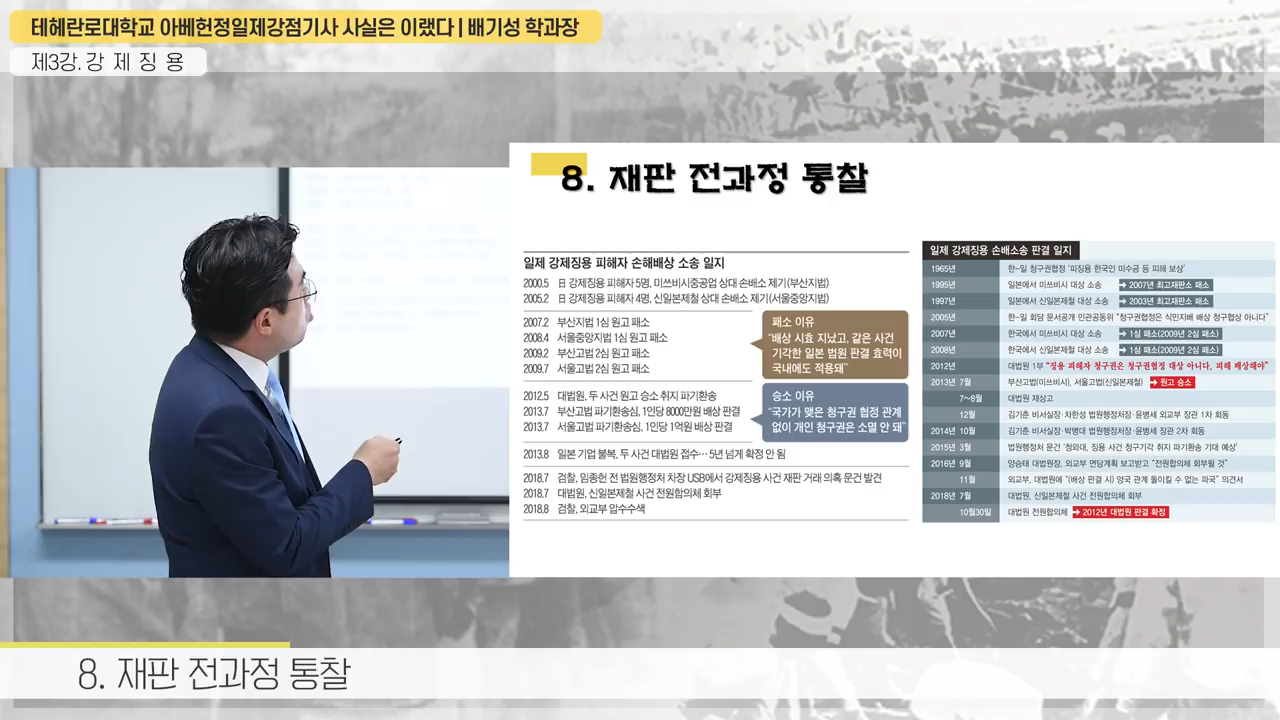 테헤란로대학교 아베헌정일제강점기사 사실은 이랬다 | 배기성 학과장
제3강. 강 제 징 용
8. 재판 전과정 통찰
일제 강제징용 피해자 손해배상 소송 일지
2000.5 日 강제징용 피해자 5명, 미쓰비시중공업 상대 손배소 제기(부산지법)
2005.2 日 강제징용 피해자 4명, 신일본제철 상대 손배소 제기(서울중앙지법)
2007.2 부산지법 1심 원고 패소
2008.4 서울중앙지법 1심 원고 패소
2009.2 부산고법 2심 원고 패소
2009.7 서울고법 2심 원고 패소
패소 이유
“배상 시효 지났고, 같은 사건
기각한 일본 법원 판결 효력이
국내에도 적용돼”
2012.5 대법원, 두 사건 원고 승소 취지 파기환송
2013.7 부산고법 파기환송심, 1인당 8000만원 배상 판결
2013.7 서울고법 파기환송심, 1인당 1억원 배상 판결
승소 이유
“국가가 맺은 청구권 협정 관계
없이 개인 청구권은 소멸 안 돼”
2013.8 일본 기업 불복, 두 사건 대법원 접수… 5년 넘게 확정 안 됨
2018.7 검찰, 임종헌 전 법원행정처 차장 USB에서 강제징용 사건 재판 거래 의혹 문건 발견
2018.7 대법원, 신일본제철 사건 전원합의체 회부
2018.8 검찰, 외교부 압수수색
일제 강제징용 손배소송 판결 일지
1965년 한-일 청구권협정 ‘피징용 한국인 미수금 등 피해 보상’
1995년 일본에서 미쓰비시 대상 소송 ➔ 2007년 최고재판소 패소
1997년 일본에서 신일본제철 대상 소송 ➔ 2003년 최고재판소 패소
2005년 한-일 회담 문서공개 민관공동위 “청구권협정은 식민지배 배상 청구협상 아니다”
2007년 한국에서 미쓰비시 대상 소송 ➔ 1심 패소(2009년 2심 패소)
2008년 한국에서 신일본제철 대상 소송 ➔ 1심 패소(2009년 2심 패소)
2012년 대법원 1부 “징용 피해자 청구권은 청구권협정 대상 아니다, 피해 배상해야”
2013년 7월 부산고법(미쓰비시), 서울고법(신일본제철) ➔ 원고 승소
7~8월 대법원 재상고
12월 김기춘 비서실장·차한성 법원행정처장·윤병세 외교부 장관 1차 회동
2014년 10월 김기춘 비서실장·박병대 법원행정처장·윤병세 장관 2차 회동
2015년 3월 법원행정처 문건 ‘청와대, 징용 사건 청구기각 취지 파기환송 기대 예상’
2016년 9월 양승태 대법원장, 외교부 면담계획 보고받고 “전원합의체 회부될 것”
11월 외교부, 대법원에 “(배상 판결 시) 양국 관계 돌이킬 수 없는 파국” 의견서
2018년 7월 대법원, 신일본제철 사건 전원합의체 회부
10월30일 대법원 전원합의체 ➔ 2012년 대법원 판결 확정
8. 재판 전과정 통찰